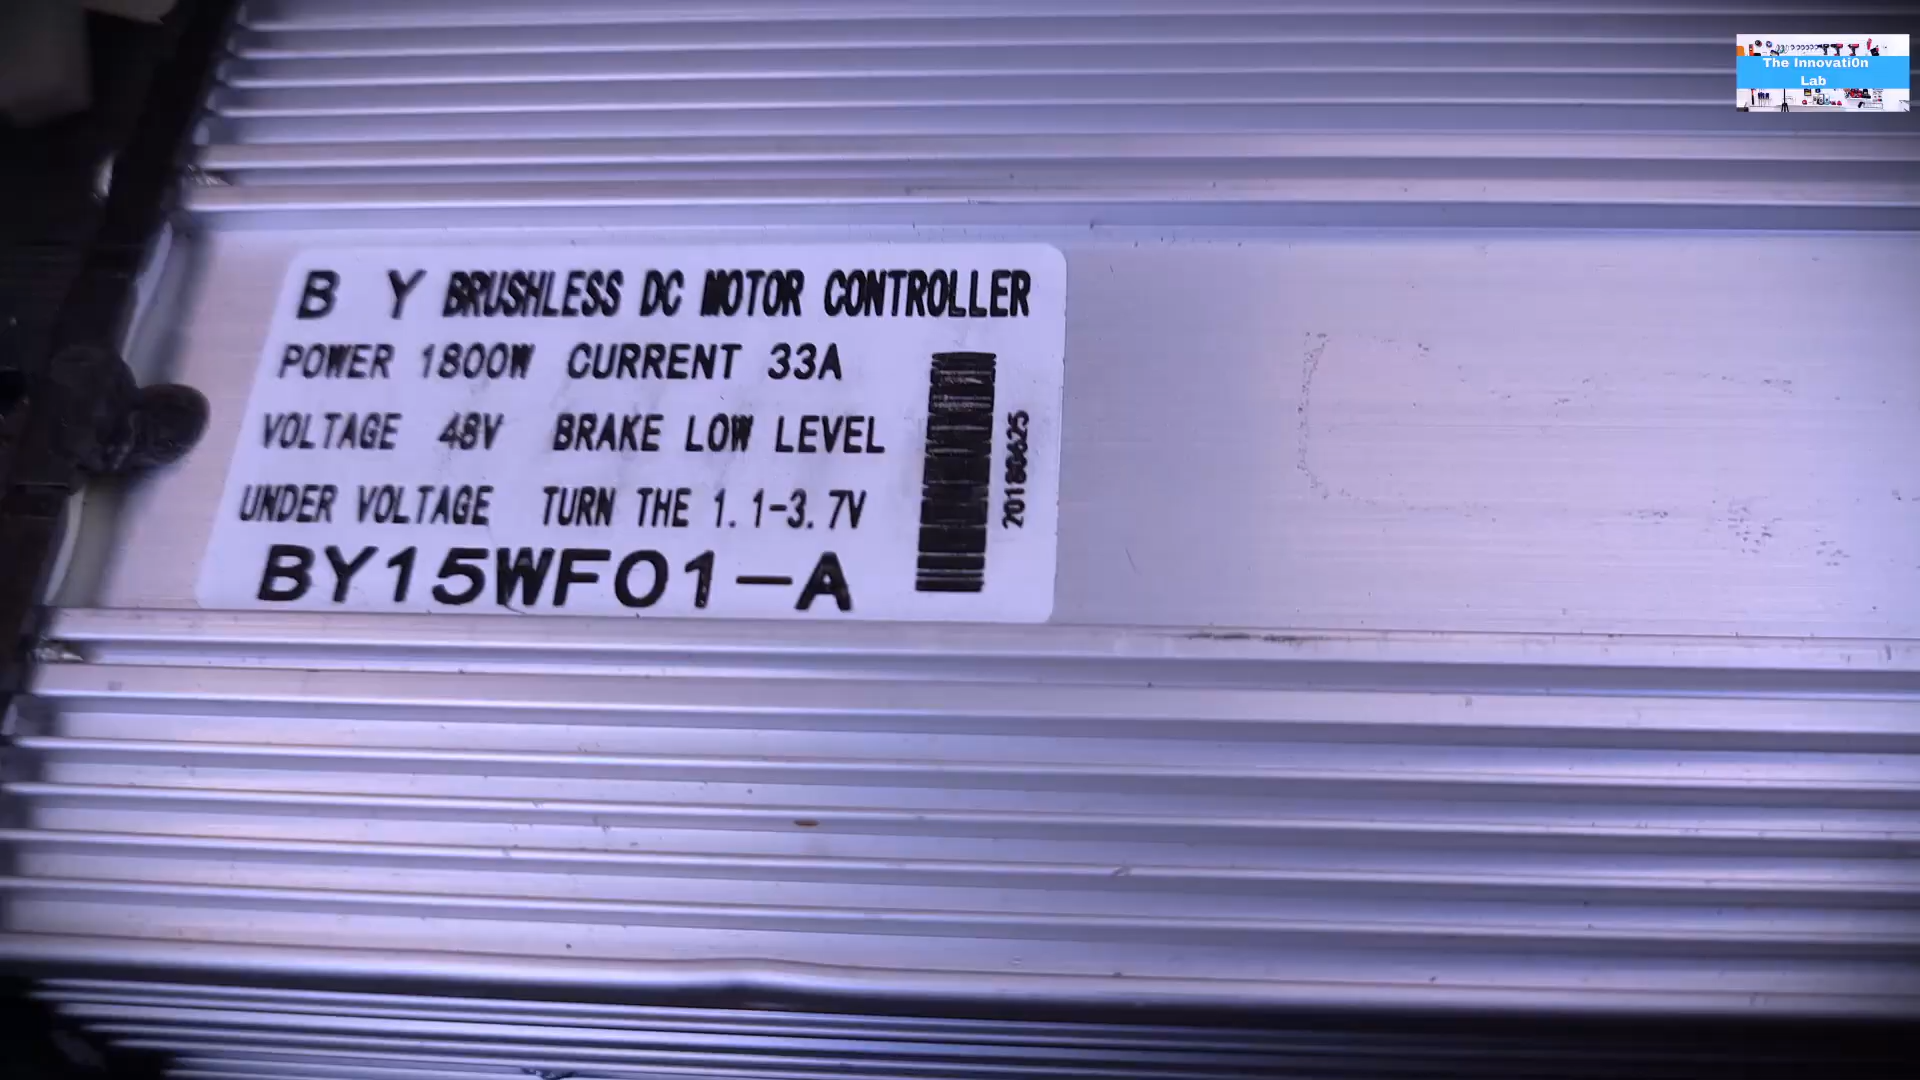 The Innovati0n
Lab
B Y BRUSHLESS DC MOTOR CONTROLLER
POWER 1800W CURRENT 33A
VOLTAGE 48V BRAKE LOW LEVEL
UNDER VOLTAGE TURN THE 1.1-3.7V
BY15WF01-A
20180625